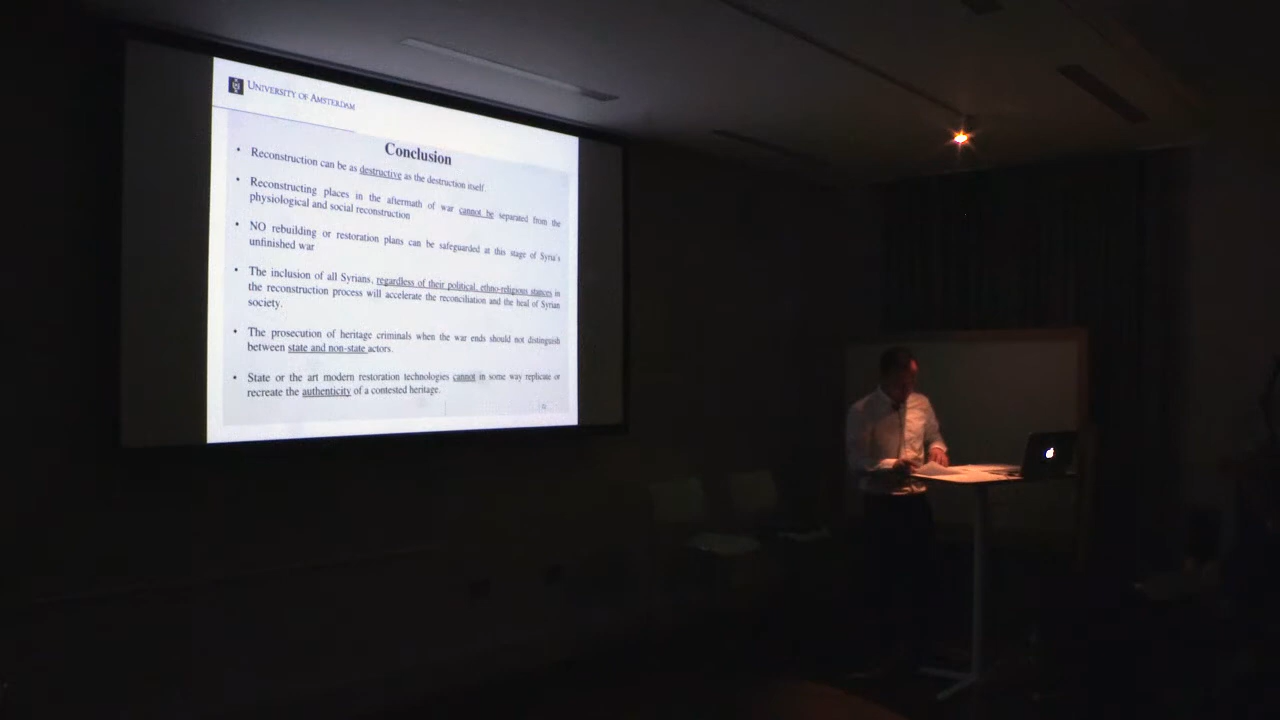 UNIVERSITY OF AMSTERDAM
Conclusion
• Reconstruction can be as destructive as the destruction itself
• Reconstructing places in the aftermath of war cannot be separated from the
physiological and social reconstruction
• NO rebuilding or restoration plans can be safeguarded at this stage of Syria's
unfinished war
• The inclusion of all Syrians, regardless of their political, ethno-religious stances in
the reconstruction process will accelerate the reconciliation and the heal of Syrian
society.
• The prosecution of heritage criminals when the war ends should not distinguish
between state and non-state actors.
• State or the art modern restoration technologies cannot in some way replicate or
recreate the authenticity of a contested heritage.